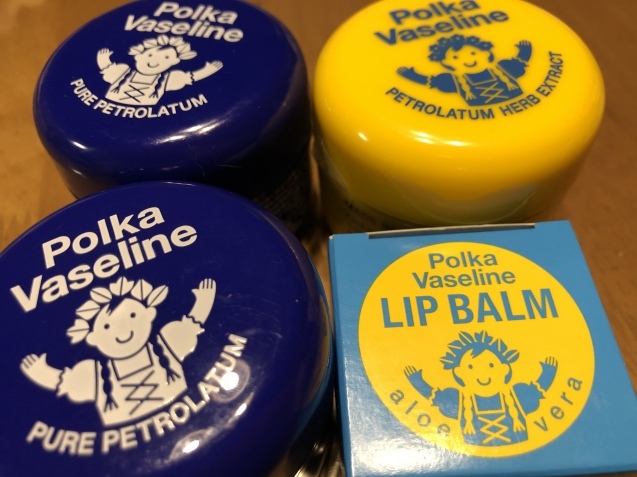 Polka
Vaseline
PURE PETROLATUM
Polka
Vaseline
PETROLATUM HERB EXTRACT
Polka
Vaseline
PURE PETROLATUM
Polka
Vaseline
LIP BALM
aloe vera